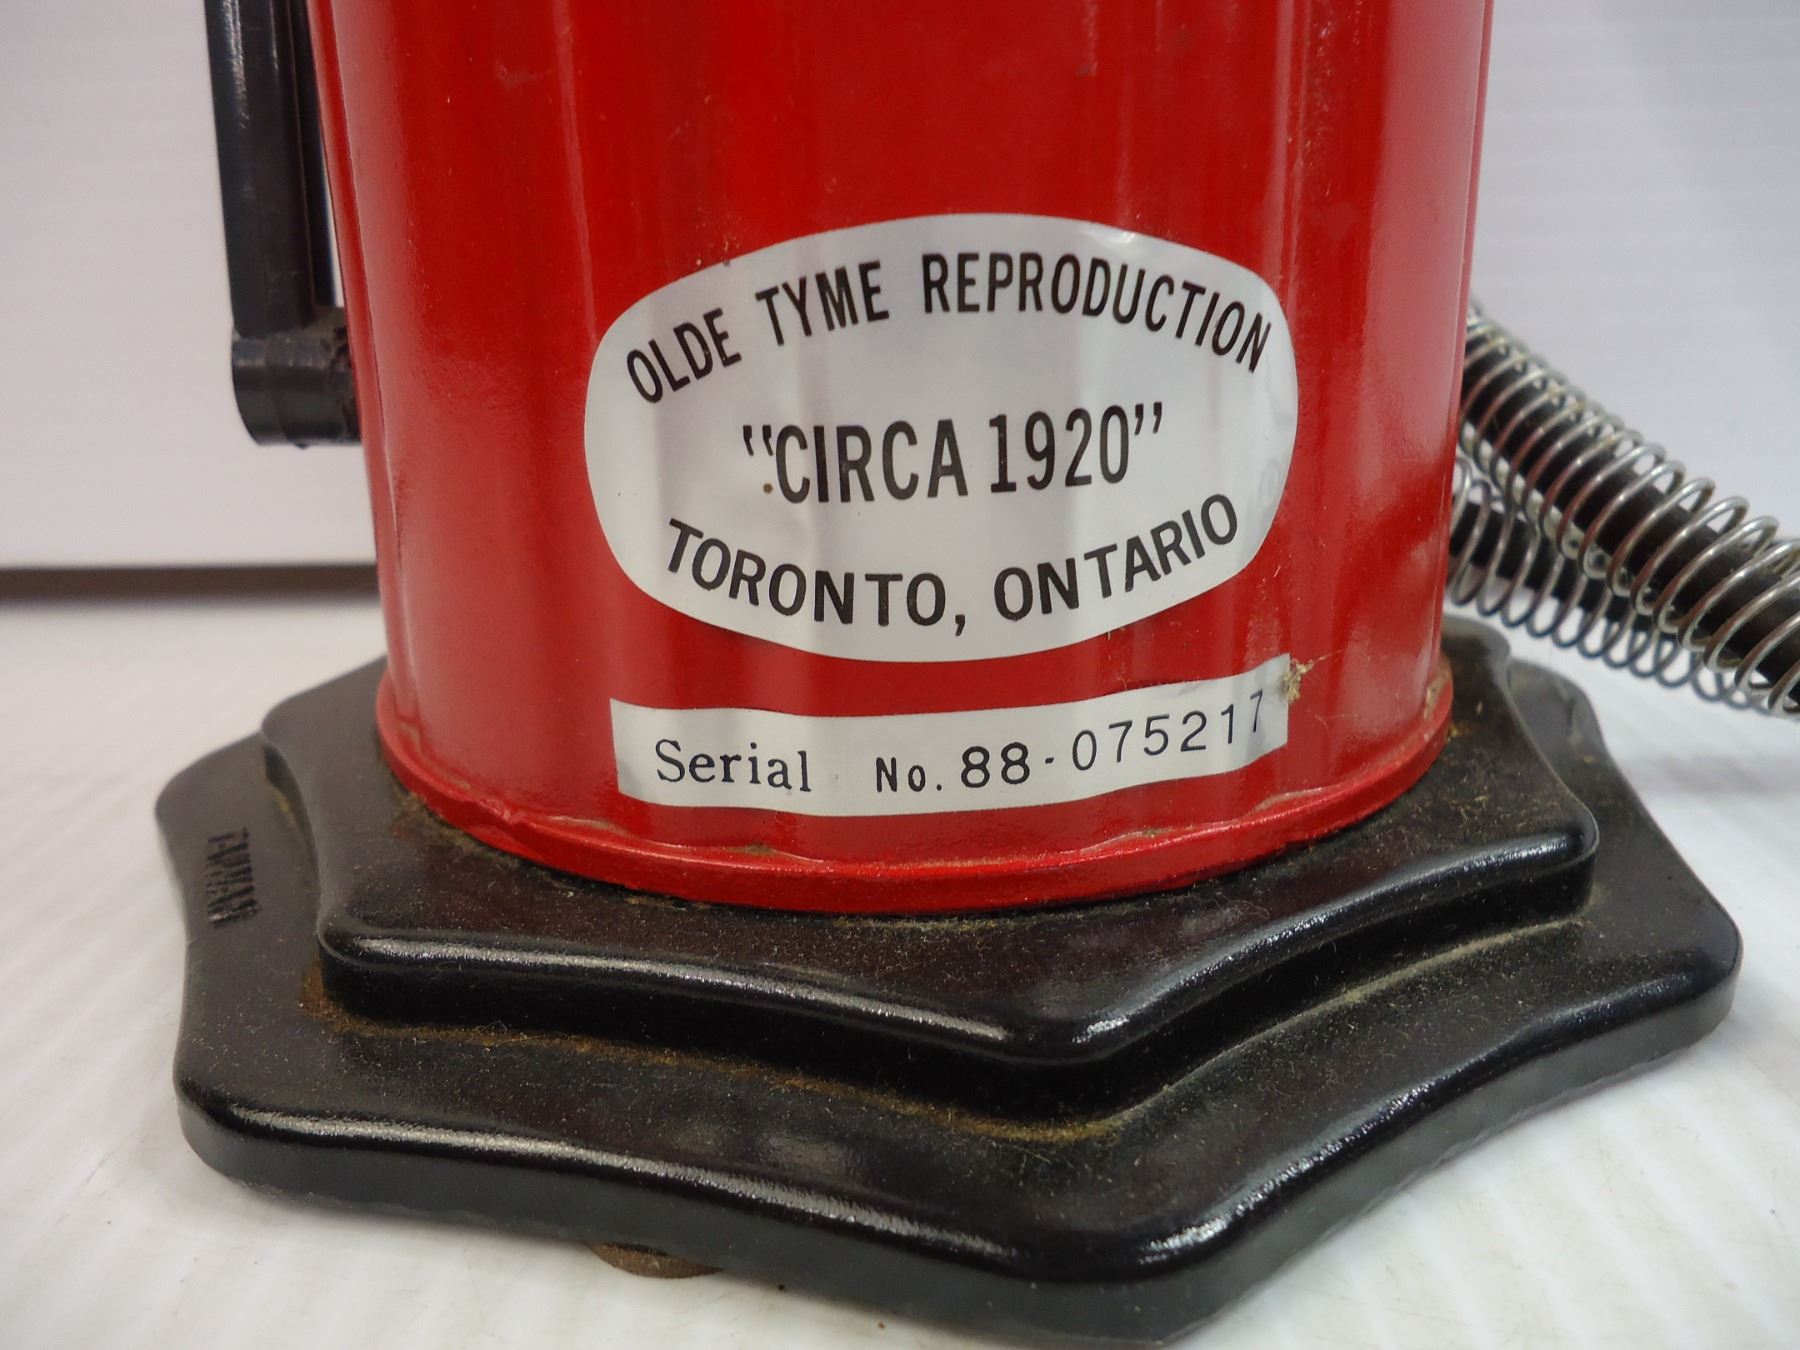 OLDE TYME REPRODUCTION
"CIRCA 1920"
TORONTO, ONTARIO
Serial No. 88-075217